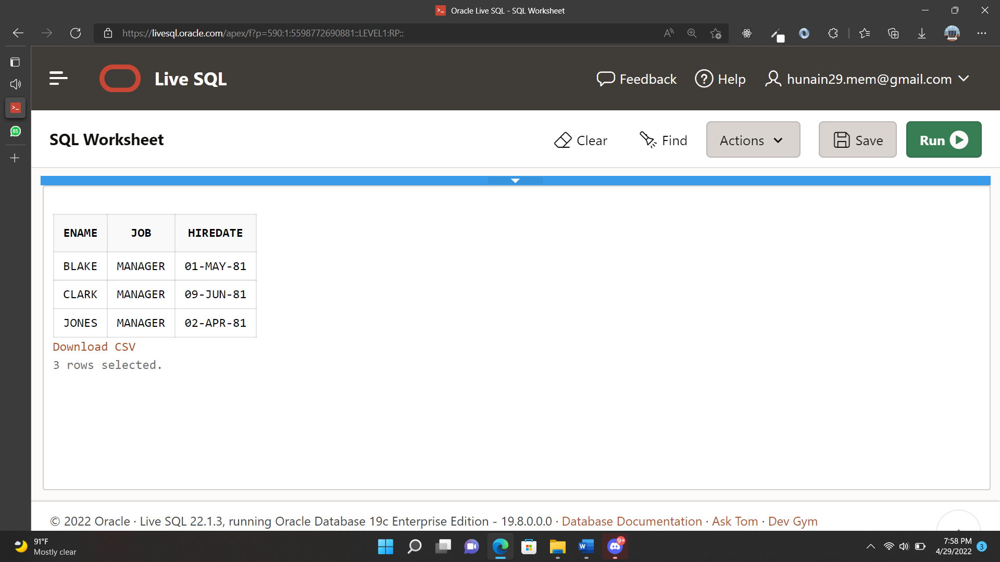 Oracle Live SQL - SQL Worksheet
https://livesql.oracle.com/apex/f?p=590:1:5598772690881::LEVEL1:RP::
Live SQL
Feedback
Help
hunain29.mem@gmail.com
85
SQL Worksheet
Clear
Find
Actions
Save
Run
ENAME JOB HIREDATE
BLAKE MANAGER 01-MAY-81
CLARK MANAGER 09-JUN-81
JONES MANAGER 02-APR-81
Download CSV
3 rows selected.
© 2022 Oracle · Live SQL 22.1.3, running Oracle Database 19c Enterprise Edition - 19.8.0.0.0 · Database Documentation · Ask Tom · Dev Gym
91°F
Mostly clear
W
9+
7:58 PM
4/29/2022
3